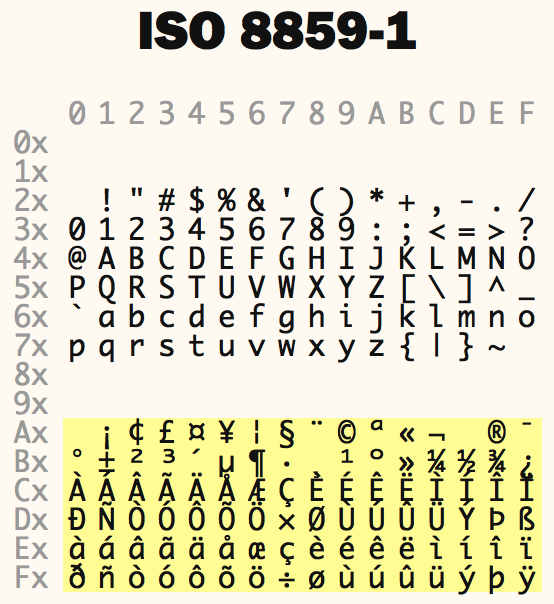 ISO 8859-1
0 1 2 3 4 5 6 7 8 9 A B C D E F
0x
1x
2x ! " # $ % & ' ( ) * + , - . /
3x 0 1 2 3 4 5 6 7 8 9 : ; < = > ?
4x @ A B C D E F G H I J K L M N O
5x P Q R S T U V W X Y Z [ \ ] ^ _
6x ` a b c d e f g h i j k l m n o
7x p q r s t u v w x y z { | } ~
8x
9x
Ax ¡ ¢ £ ¤ ¥ ¦ § ¨ © ª « ¬ ® ¯
Bx ° ± ² ³ ´ µ ¶ · ¸ ¹ º » ¼ ½ ¾ ¿
Cx À Á Â Ã Ä Å Æ Ç È É Ê Ë Ì Í Î Ï
Dx Ð Ñ Ò Ó Ô Õ Ö × Ø Ù Ú Û Ü Ý Þ ß
Ex à á â ã ä å æ ç è é ê ë ì í î ï
Fx ð ñ ò ó ô õ ö ÷ ø ù ú û ü ý þ ÿ